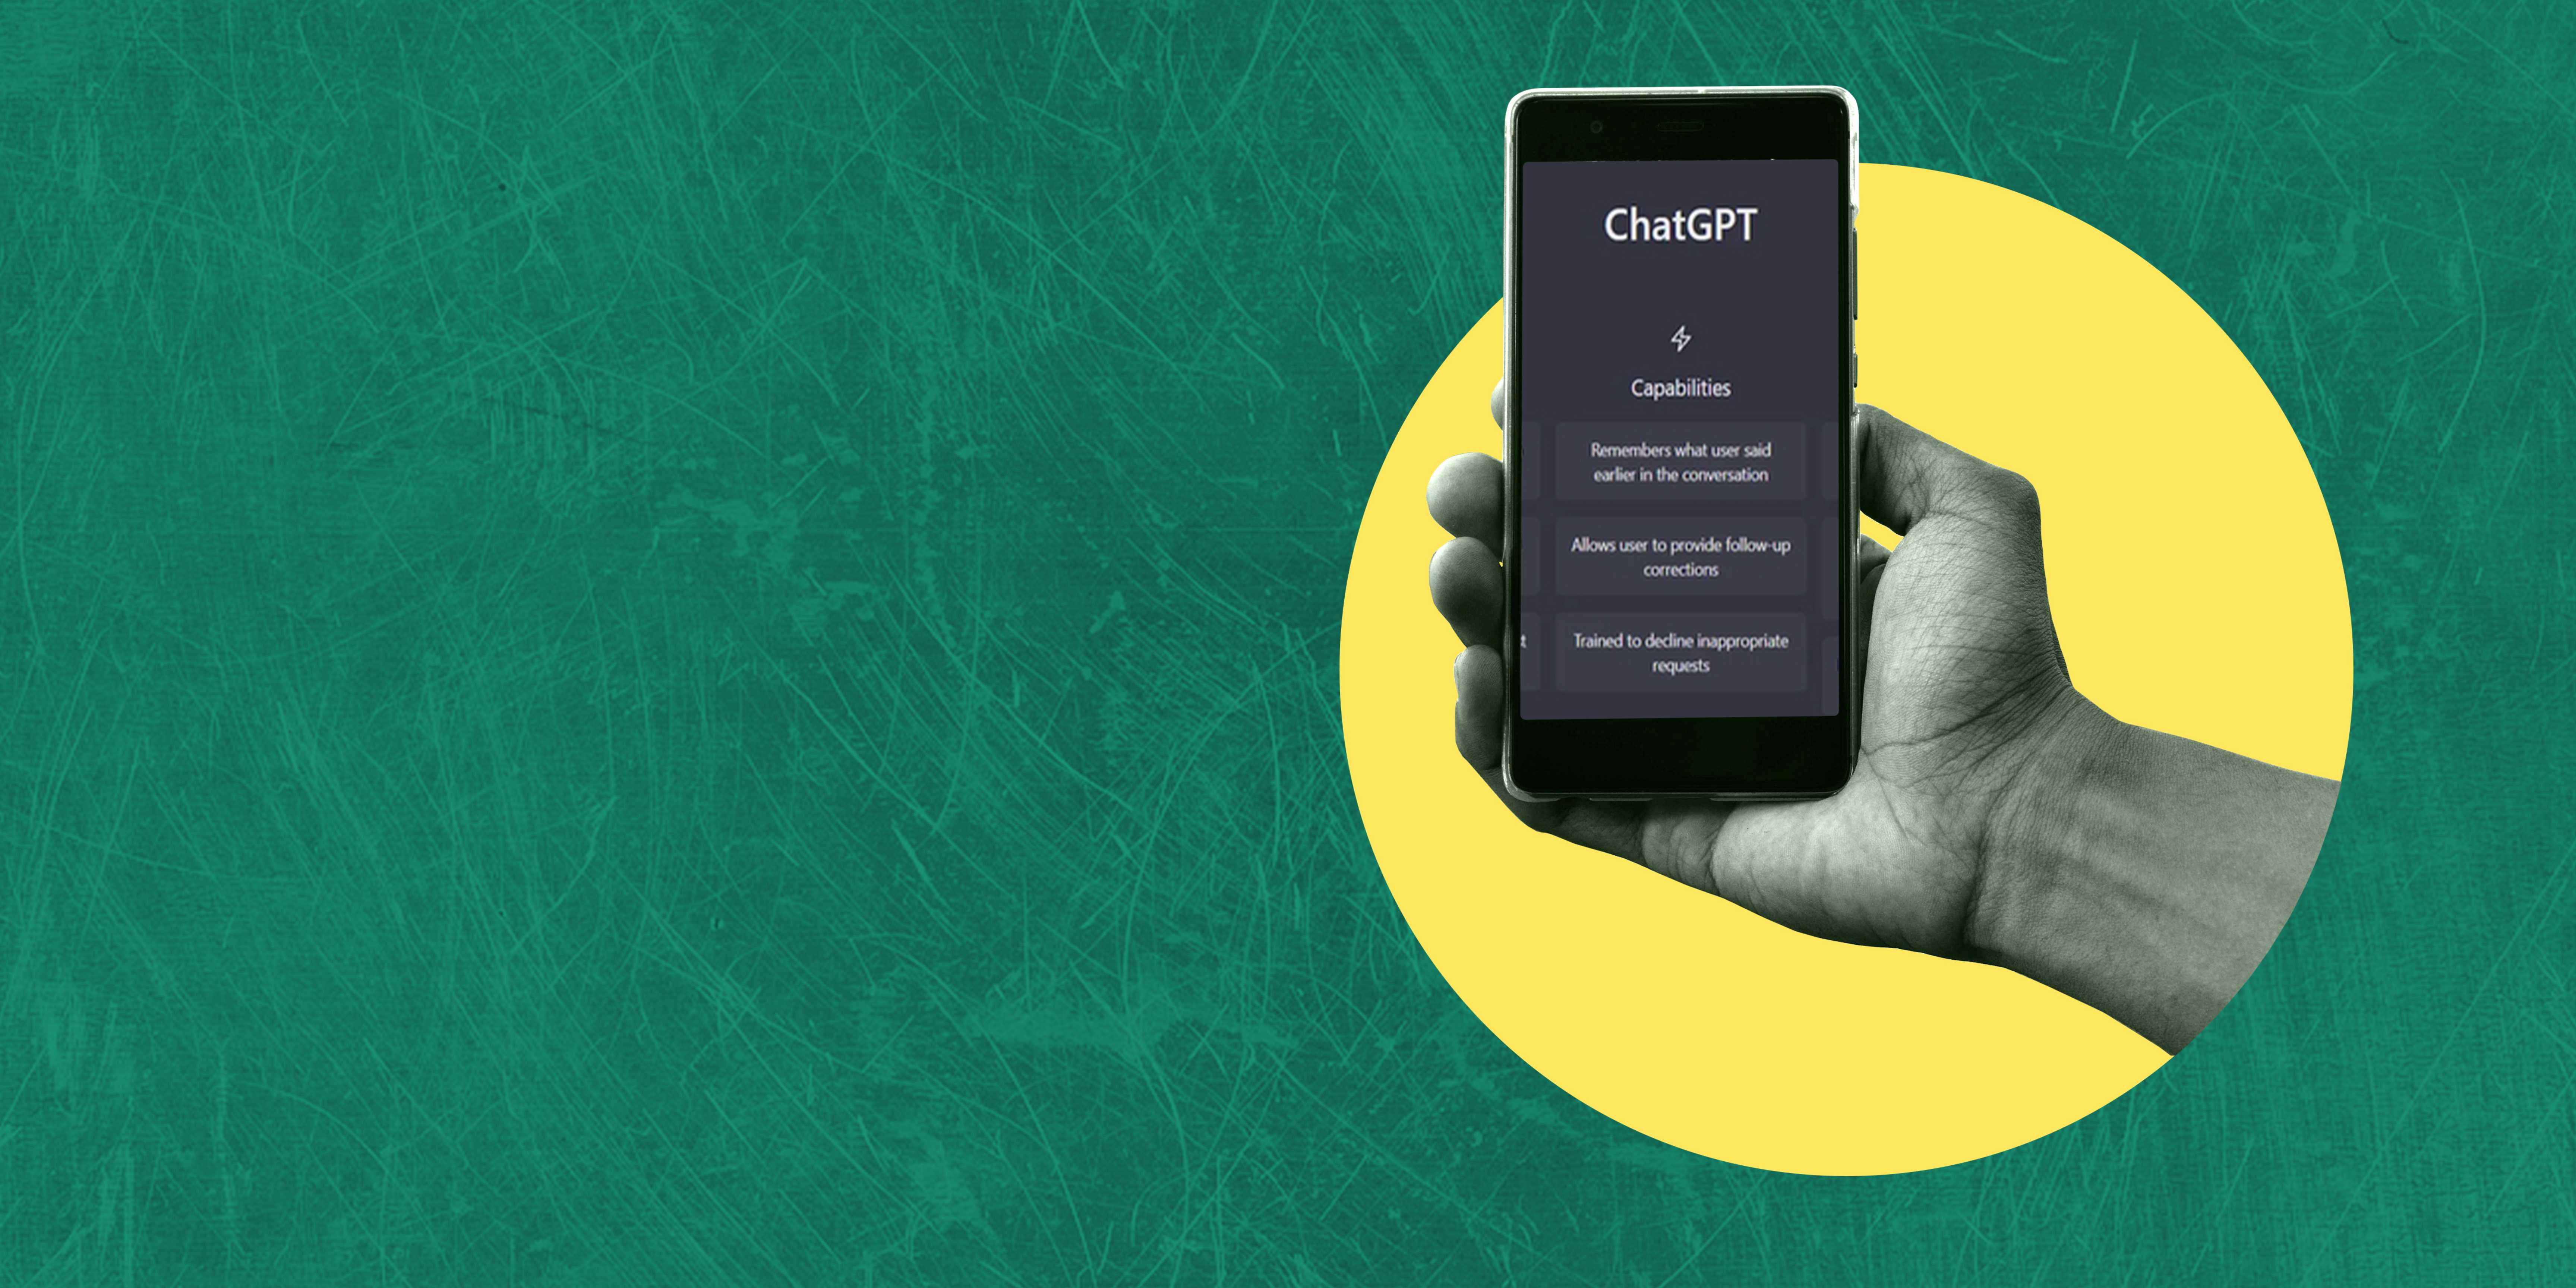 ChatGPT
Capabilities
Remembers what user said
earlier in the conversation
Allows user to provide follow-up
corrections
t
Trained to decline inappropriate
requests